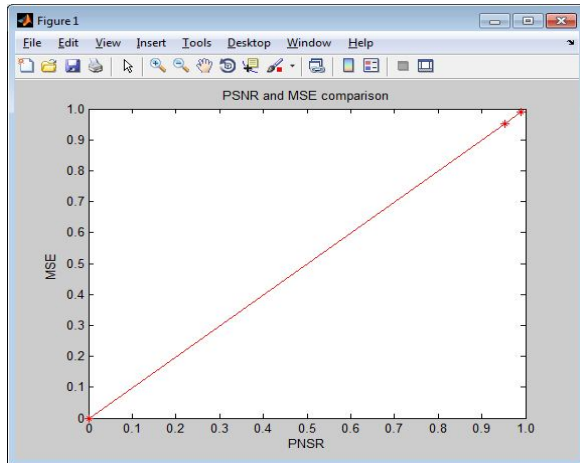 Figure 1
File Edit View Insert Tools Desktop Window Help
PSNR and MSE comparison
1.0
0.9
0.8
0.7
0.6
0.5
0.4
0.3
0.2
0.1
0
MSE
0 0.1 0.2 0.3 0.4 0.5 0.6 0.7 0.8 0.9 1.0
PNSR